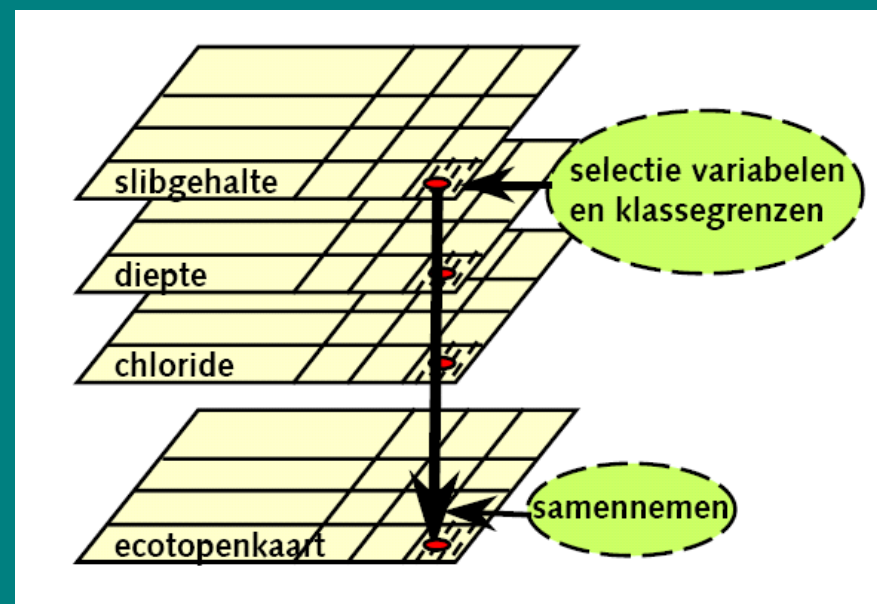 slibgehalte
selectie variabelen
en klassegrenzen
diepte
chloride
samennemen
ecotopenkaart